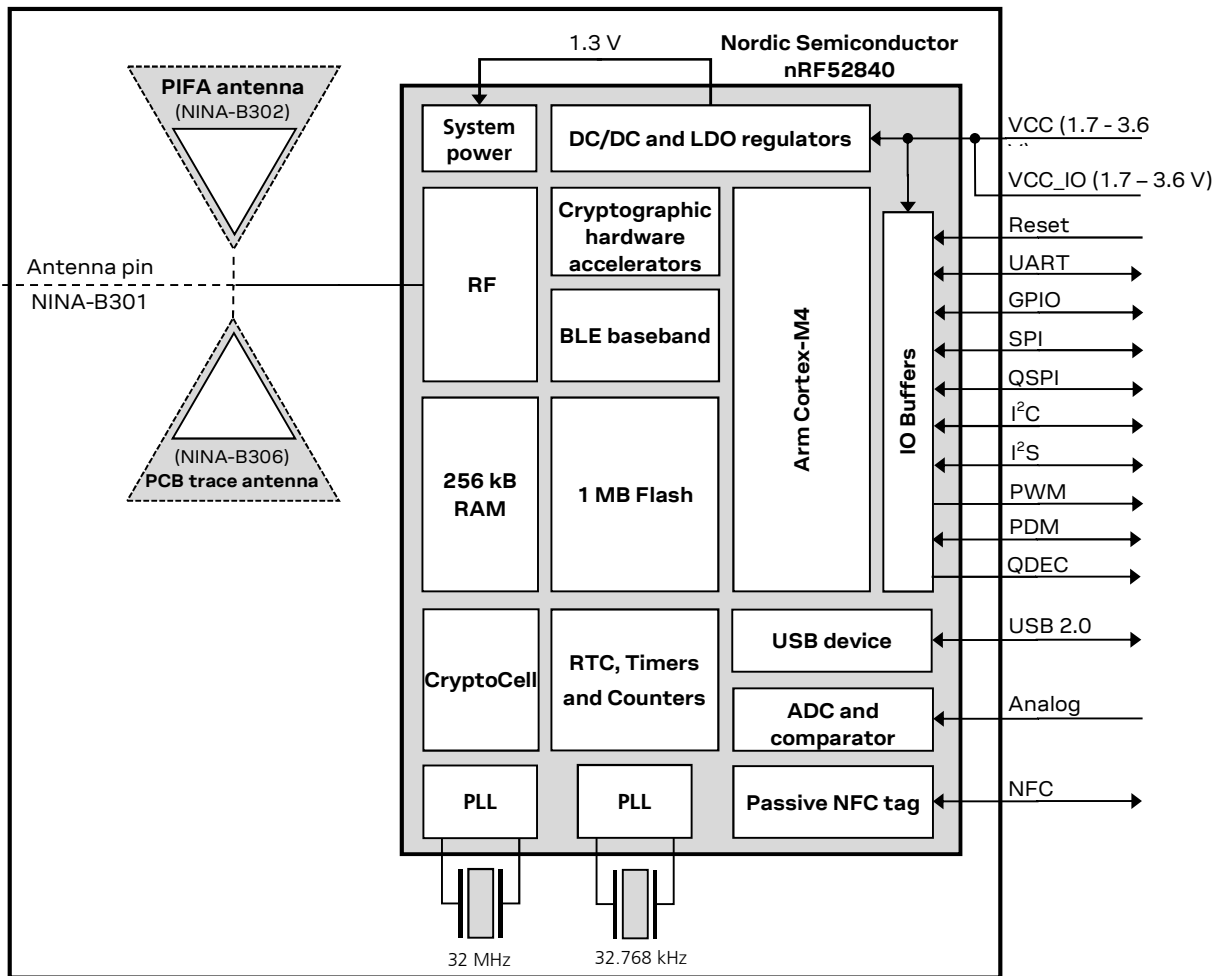 1.3 V
Nordic Semiconductor
nRF52840
PIFA antenna
(NINA-B302)
Antenna pin
NINA-B301
(NINA-B306)
PCB trace antenna
System
power
DC/DC and LDO regulators
RF
Cryptographic
hardware
accelerators
BLE baseband
Arm Cortex-M4
IO Buffers
256 kB
RAM
1 MB Flash
CryptoCell
RTC, Timers
and Counters
USB device
ADC and
comparator
PLL
PLL
Passive NFC tag
VCC (1.7 - 3.6
VCC_IO (1.7 – 3.6 V)
Reset
UART
GPIO
SPI
QSPI
I²C
I²S
PWM
PDM
QDEC
USB 2.0
Analog
NFC
32 MHz
32.768 kHz